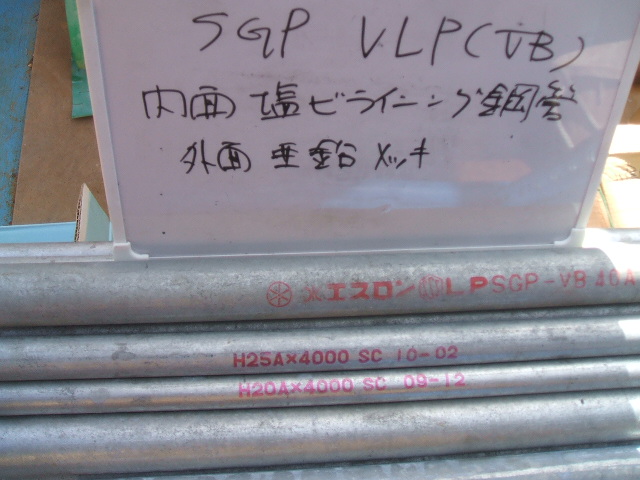 SGP VLP(VB)
内面 塩ビライニング鋼管
外面 亜鉛メッキ
水 エスロン LP SGP-VB 40A
H25A×4000 SC 10-02
H20A×4000 SC 09-12